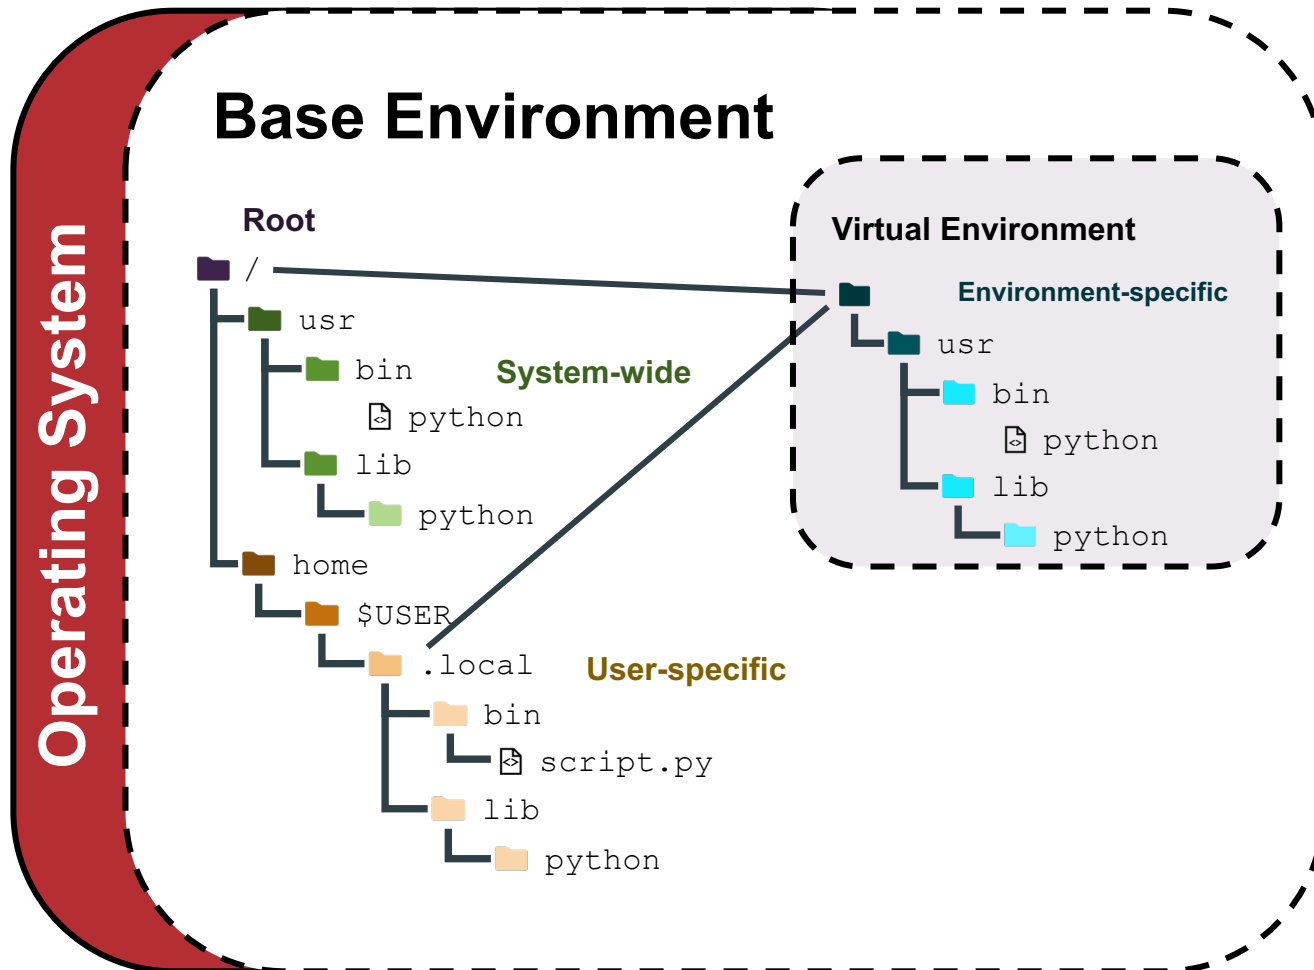 Operating System
Base Environment
Root
/
usr
bin
System-wide
python
lib
python
home
$USER
.local
User-specific
bin
script.py
lib
python
Virtual Environment
Environment-specific
usr
bin
python
lib
python